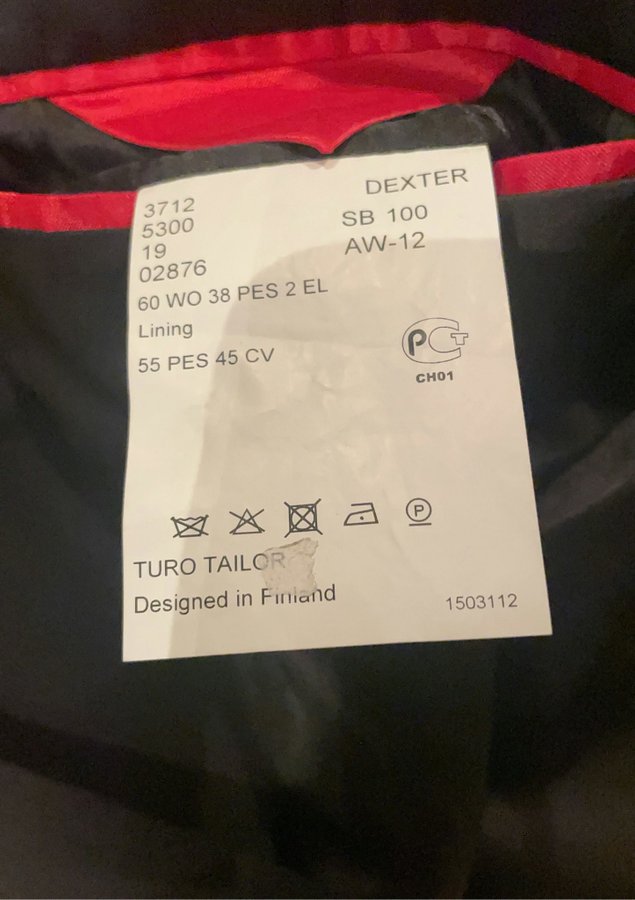 3712
5300
19
02876
DEXTER
SB 100
AW-12
60 WO 38 PES 2 EL
Lining
55 PES 45 CV
РСТ
CH01
P
TURO TAILOR
Designed in Finland
1503112